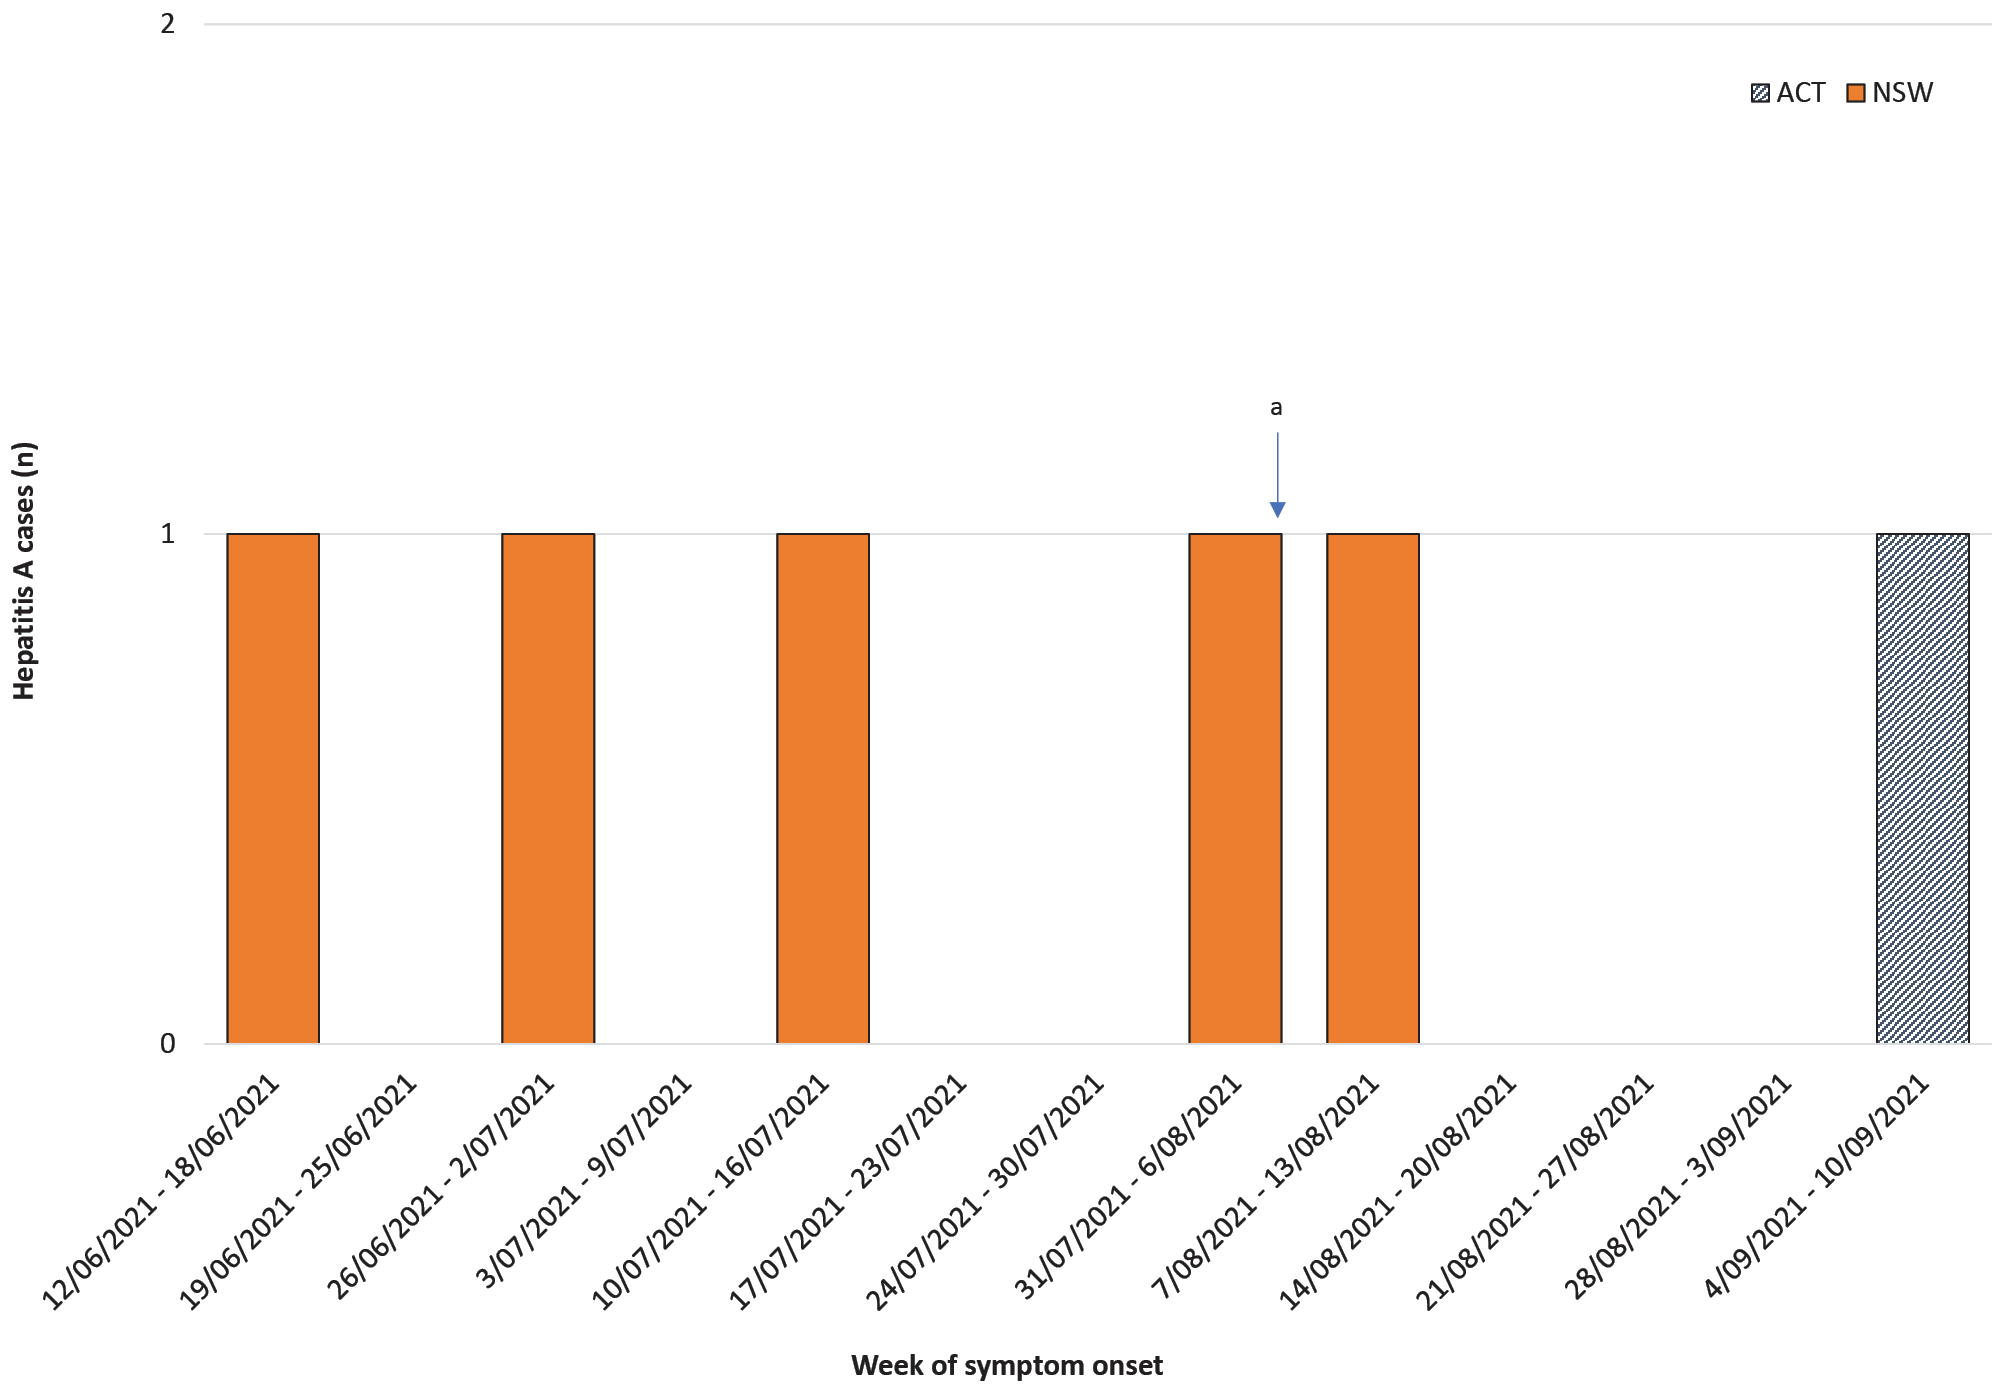 2
ACT
NSW
a
Hepatitis A cases (n)
1
0
12/06/2021 - 18/06/2021
19/06/2021 - 25/06/2021
26/06/2021 - 2/07/2021
3/07/2021 - 9/07/2021
10/07/2021 - 16/07/2021
17/07/2021 - 23/07/2021
24/07/2021 - 30/07/2021
31/07/2021 - 6/08/2021
7/08/2021 - 13/08/2021
14/08/2021 - 20/08/2021
21/08/2021 - 27/08/2021
28/08/2021 - 3/09/2021
4/09/2021 - 10/09/2021
Week of symptom onset